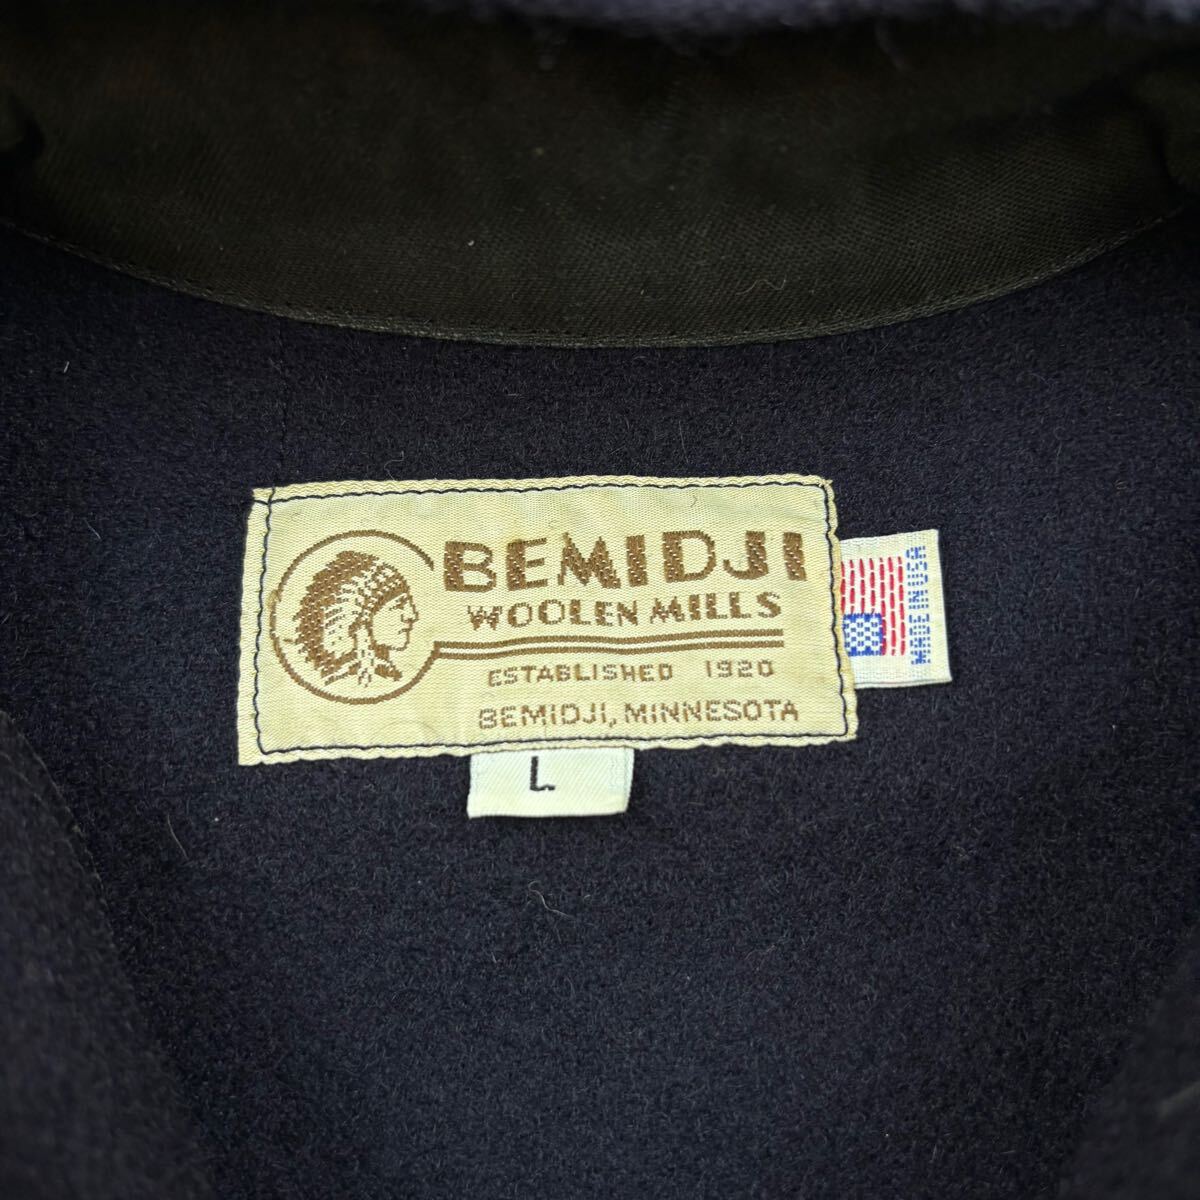 BEMIDJI
WOOLEN MILLS
ESTABLISHED 1920
BEMIDJI, MINNESOTA
MADE IN USA
L